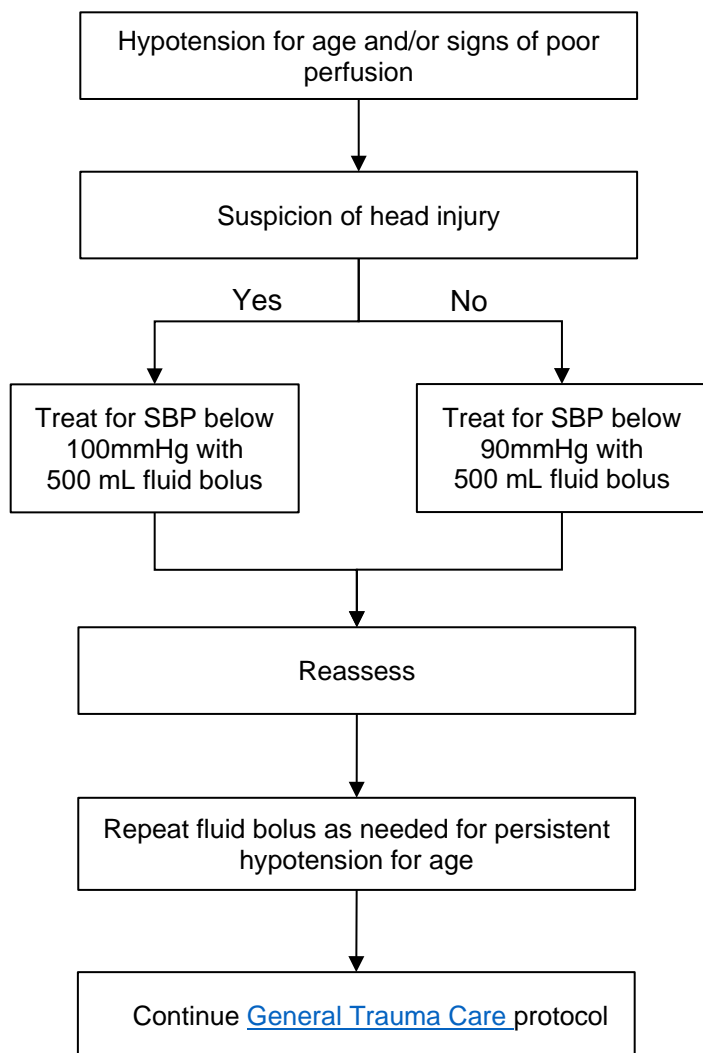 Hypotension for age and/or signs of poor
perfusion
Suspicion of head injury
Yes
No
Treat for SBP below
100mmHg with
500 mL fluid bolus
Treat for SBP below
90mmHg with
500 mL fluid bolus
Reassess
Repeat fluid bolus as needed for persistent
hypotension for age
Continue General Trauma Care protocol